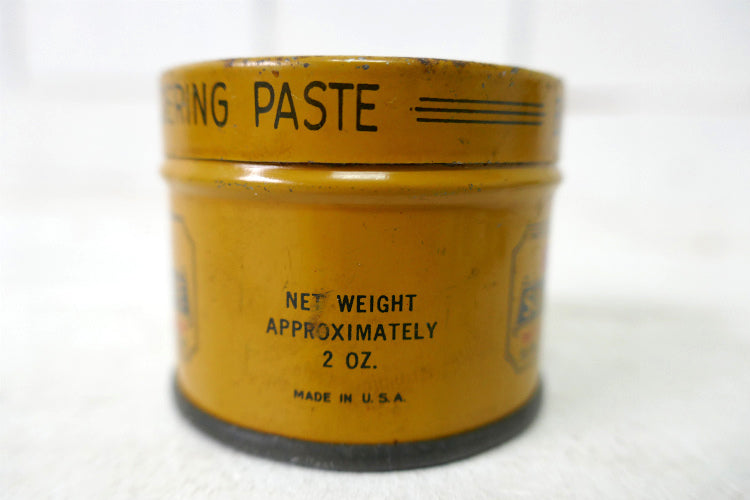 ERING PASTE
NET WEIGHT
APPROXIMATELY
2 OZ.
MADE IN U.S.A.